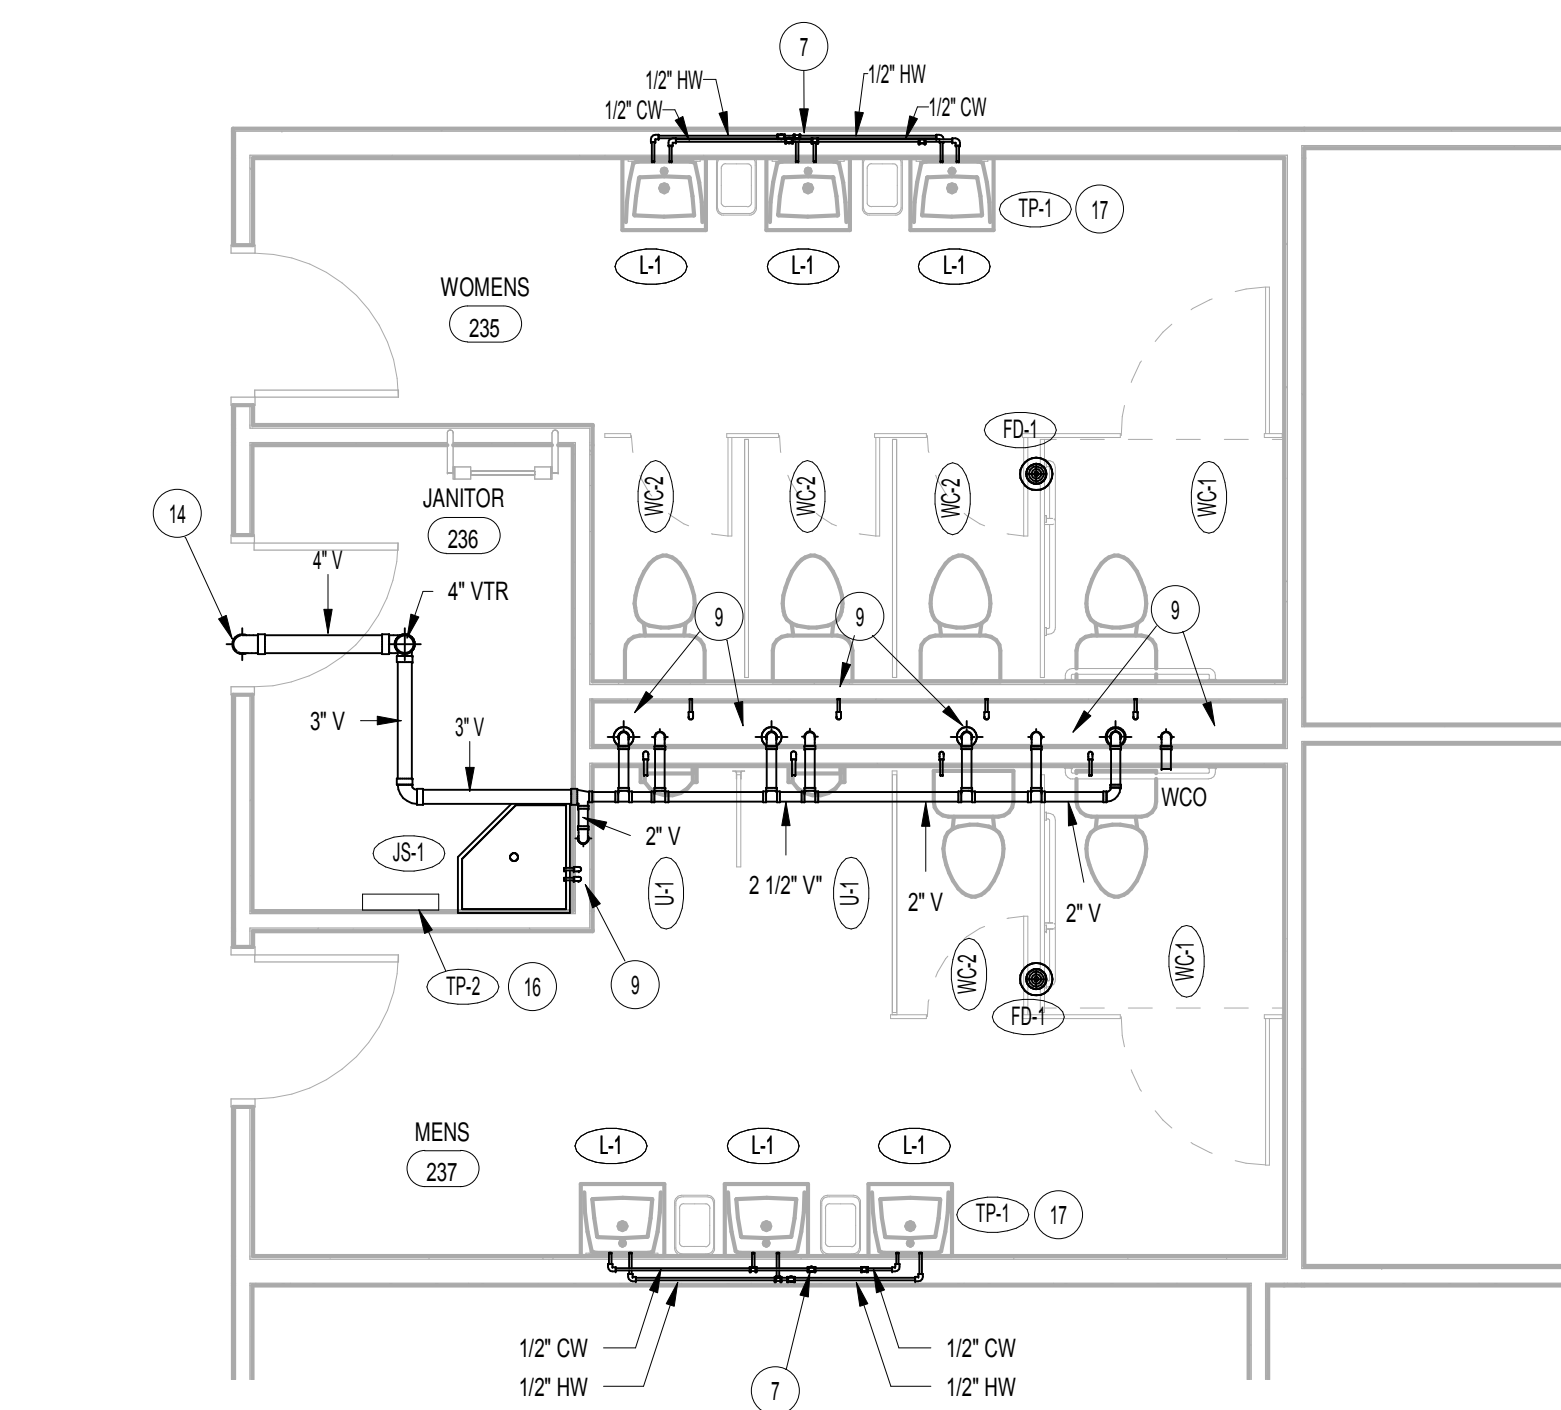 7
1/2" HW
1/2" HW
1/2" CW
1/2" CW
TP-1
17
L-1
L-1
L-1
WOMENS
235
FD-1
WC-2
WC-2
WC-2
WC-1
JANITOR
236
14
4" V
4" VTR
9
9
9
3" V
3" V
WCO
2" V
JS-1
U-1
2 1/2" V"
U-1
2" V
2" V
WC-2
WC-1
TP-2
16
9
FD-1
MENS
237
L-1
L-1
L-1
TP-1
17
1/2" CW
1/2" CW
1/2" HW
7
1/2" HW